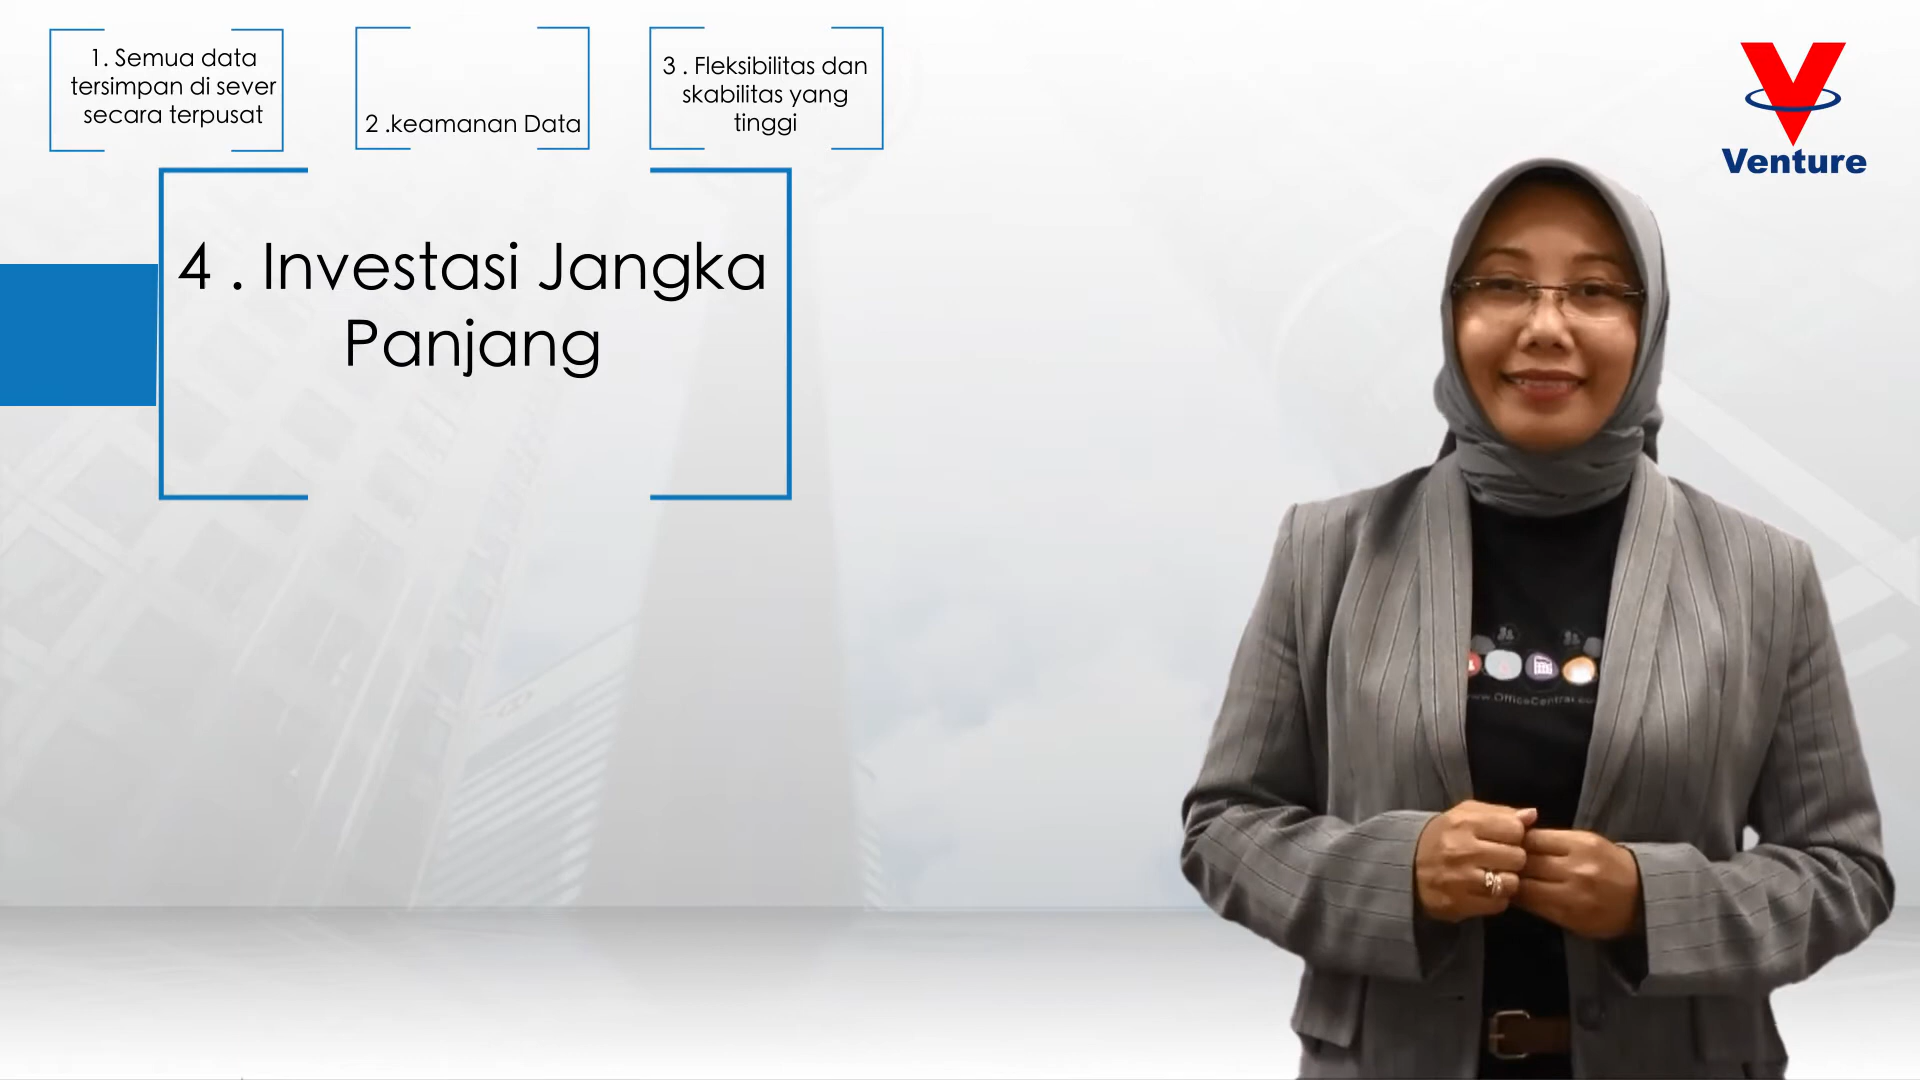 1. Semua data
tersimpan di sever
secara terpusat
2 .keamanan Data
3 . Fleksibilitas dan
skabilitas yang
tinggi
Venture
4 . Investasi Jangka
Panjang